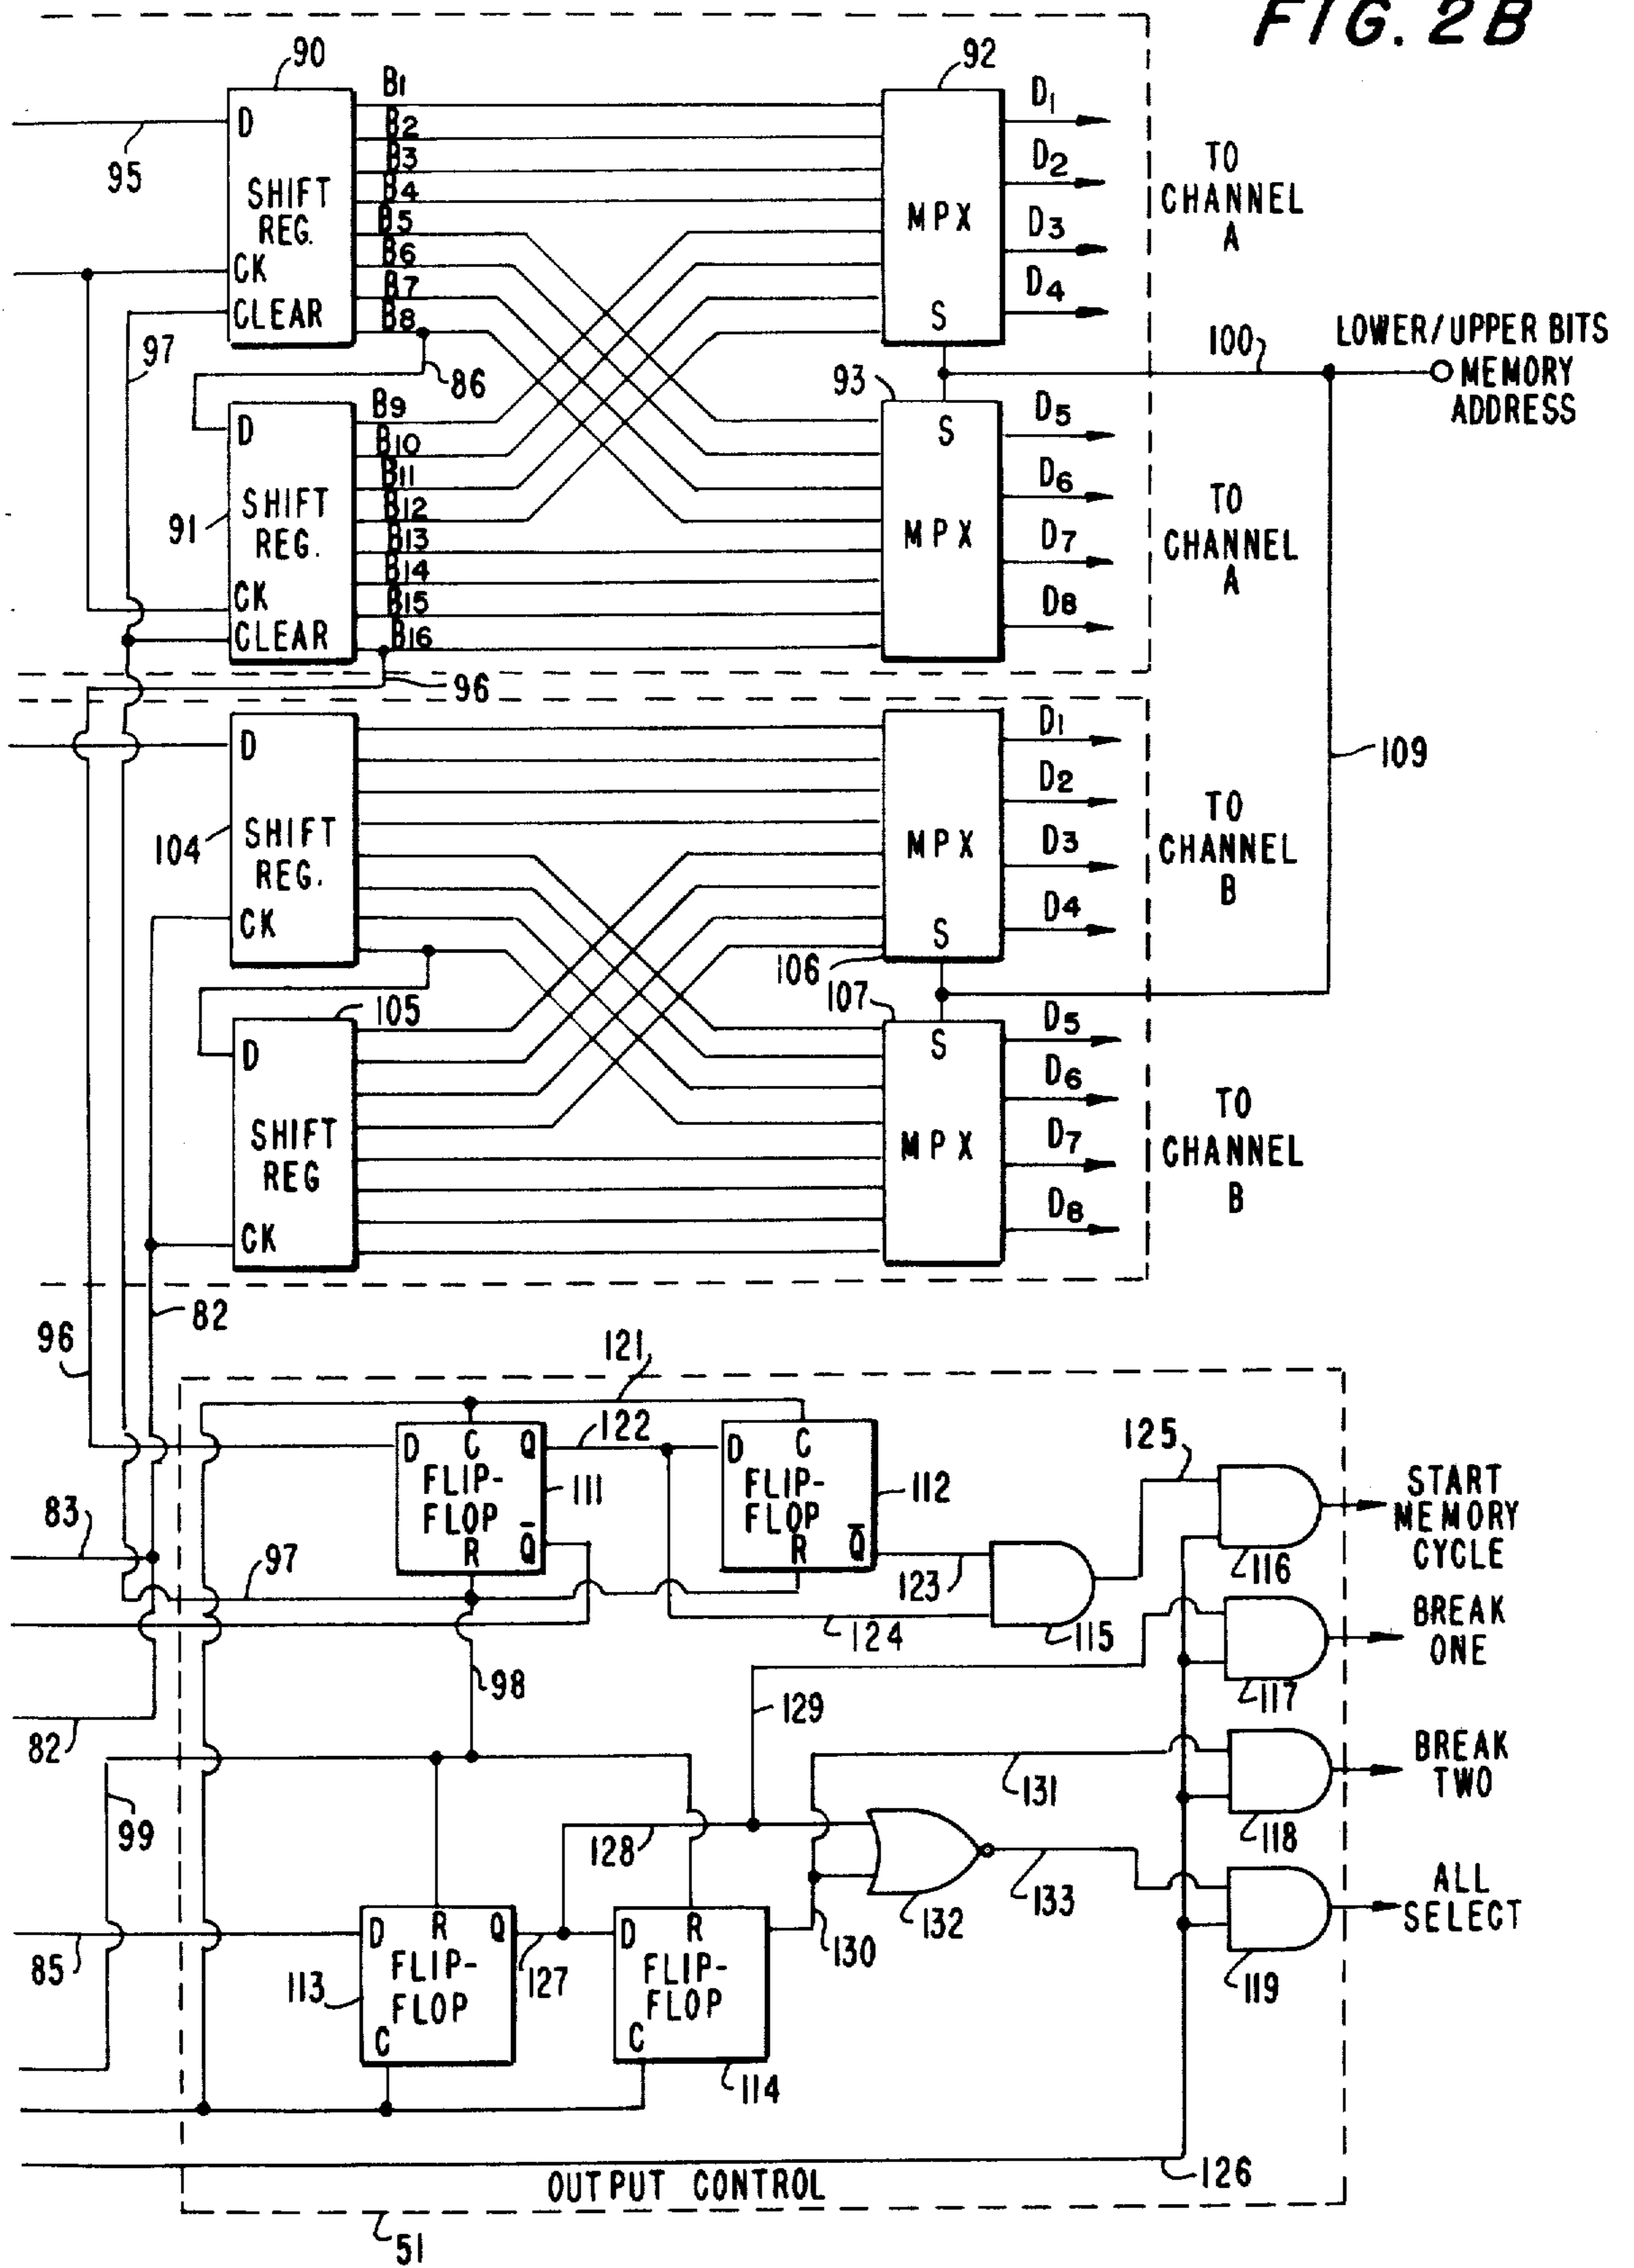 FIG. 2B
90
92
B1
B2
B3
B4
B5
B6
B7
B8
D
SHIFT
REG.
CK
CLEAR
95
97
86
MPX
S
D1
D2
D3
D4
TO
CHANNEL
A
100
LOWER/UPPER BITS
MEMORY
ADDRESS
93
91
D
SHIFT
REG.
CK
CLEAR
B9
B10
B11
B12
B13
B14
B15
B16
96
S
MPX
D5
D6
D7
D8
TO
CHANNEL
A
104
D
SHIFT
REG.
CK
MPX
S
106
D1
D2
D3
D4
TO
CHANNEL
B
109
105
D
SHIFT
REG
CK
107
S
MPX
D5
D6
D7
D8
TO
CHANNEL
B
82
96
121
D C Q
FLIP-
FLOP
R Q̅
111
122
D C
FLIP-
FLOP
R Q̅
112
123
124
115
125
116
START
MEMORY
CYCLE
83
97
98
82
99
129
117
BREAK
ONE
131
118
BREAK
TWO
128
132
133
119
ALL
SELECT
85
113
D R Q
FLIP-
FLOP
C
127
D R
FLIP-
FLOP
C
114
130
126
OUTPUT CONTROL
51